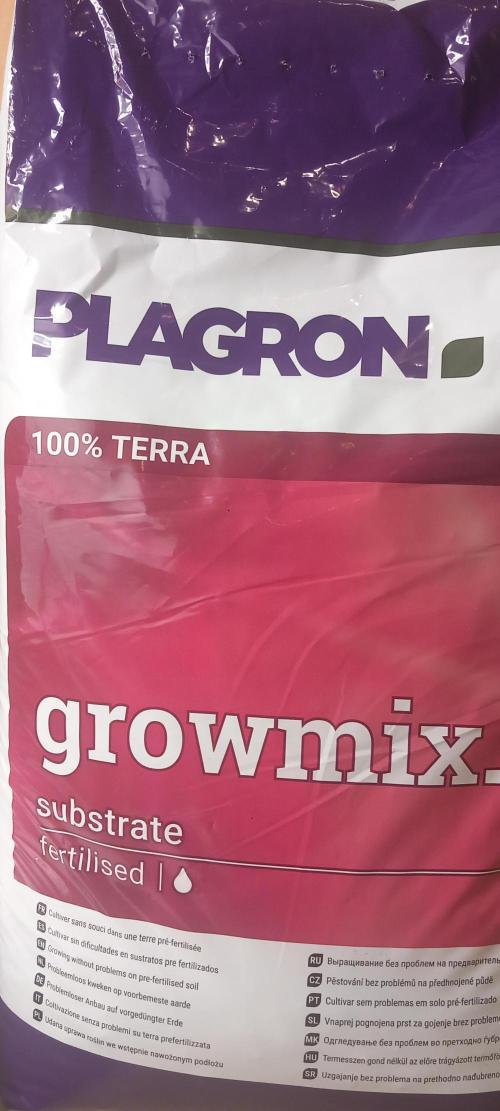 PLAGRON
100% TERRA
growmix.
substrate
fertilised
FR Cultiver sans souci dans une terre pré-fertilisée
ES Cultivar sin dificultades en sustratos pre fertilizados
EN Growing without problems on pre-fertilised soil
NL Probleemloos kweken op voorbemeste aarde
DE Problemloser Anbau auf vorgedüngter Erde
IT Coltivazione senza problemi su terra prefertilizzata
PL Udana uprawa roślin we wstępnie nawożonym podłożu
RU Выращивание без проблем на
CZ Pěstování bez problémů na předhnojené půdě
PT Cultivar sem problemas em solo pré-fertilizado
SL Vnaprej pognojena prst za gojenje brez
MK Одгледување без проблем во претходно
HU Termesszen gond nélkül az előre trágyázott
SR Uzgajanje bez problema na prethodno